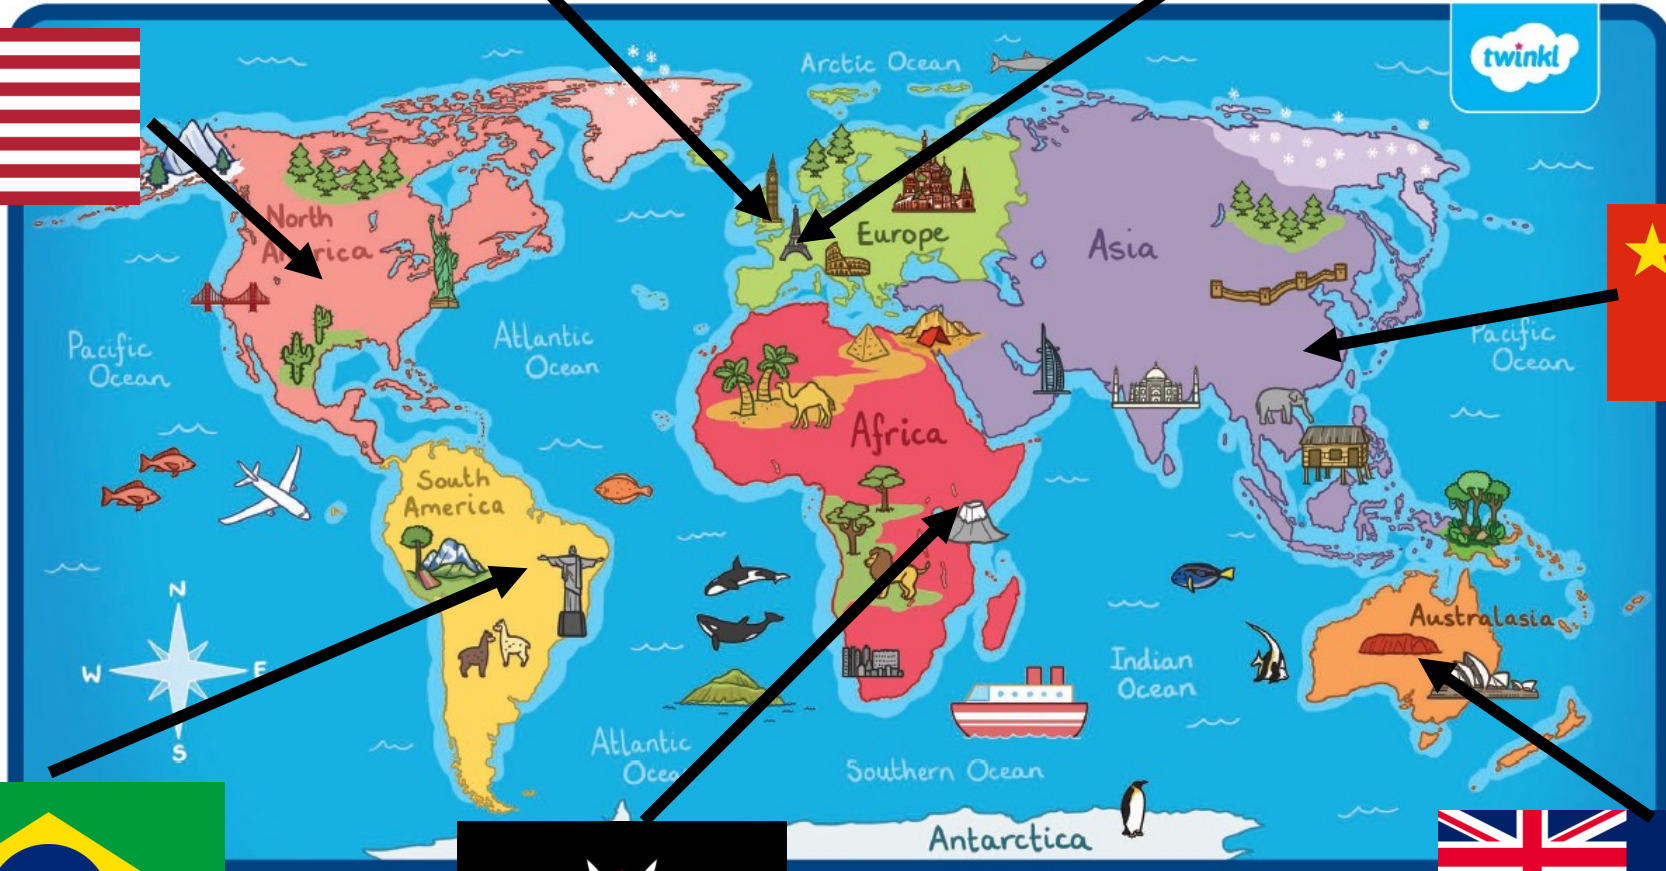 Arctic Ocean
twinkl
North
America
Europe
Asia
Pacific
Ocean
Atlantic
Ocean
Pacific
Ocean
Africa
South
America
N
W
E
S
Australasia
Indian
Ocean
Atlantic
Ocean
Southern Ocean
Antarctica